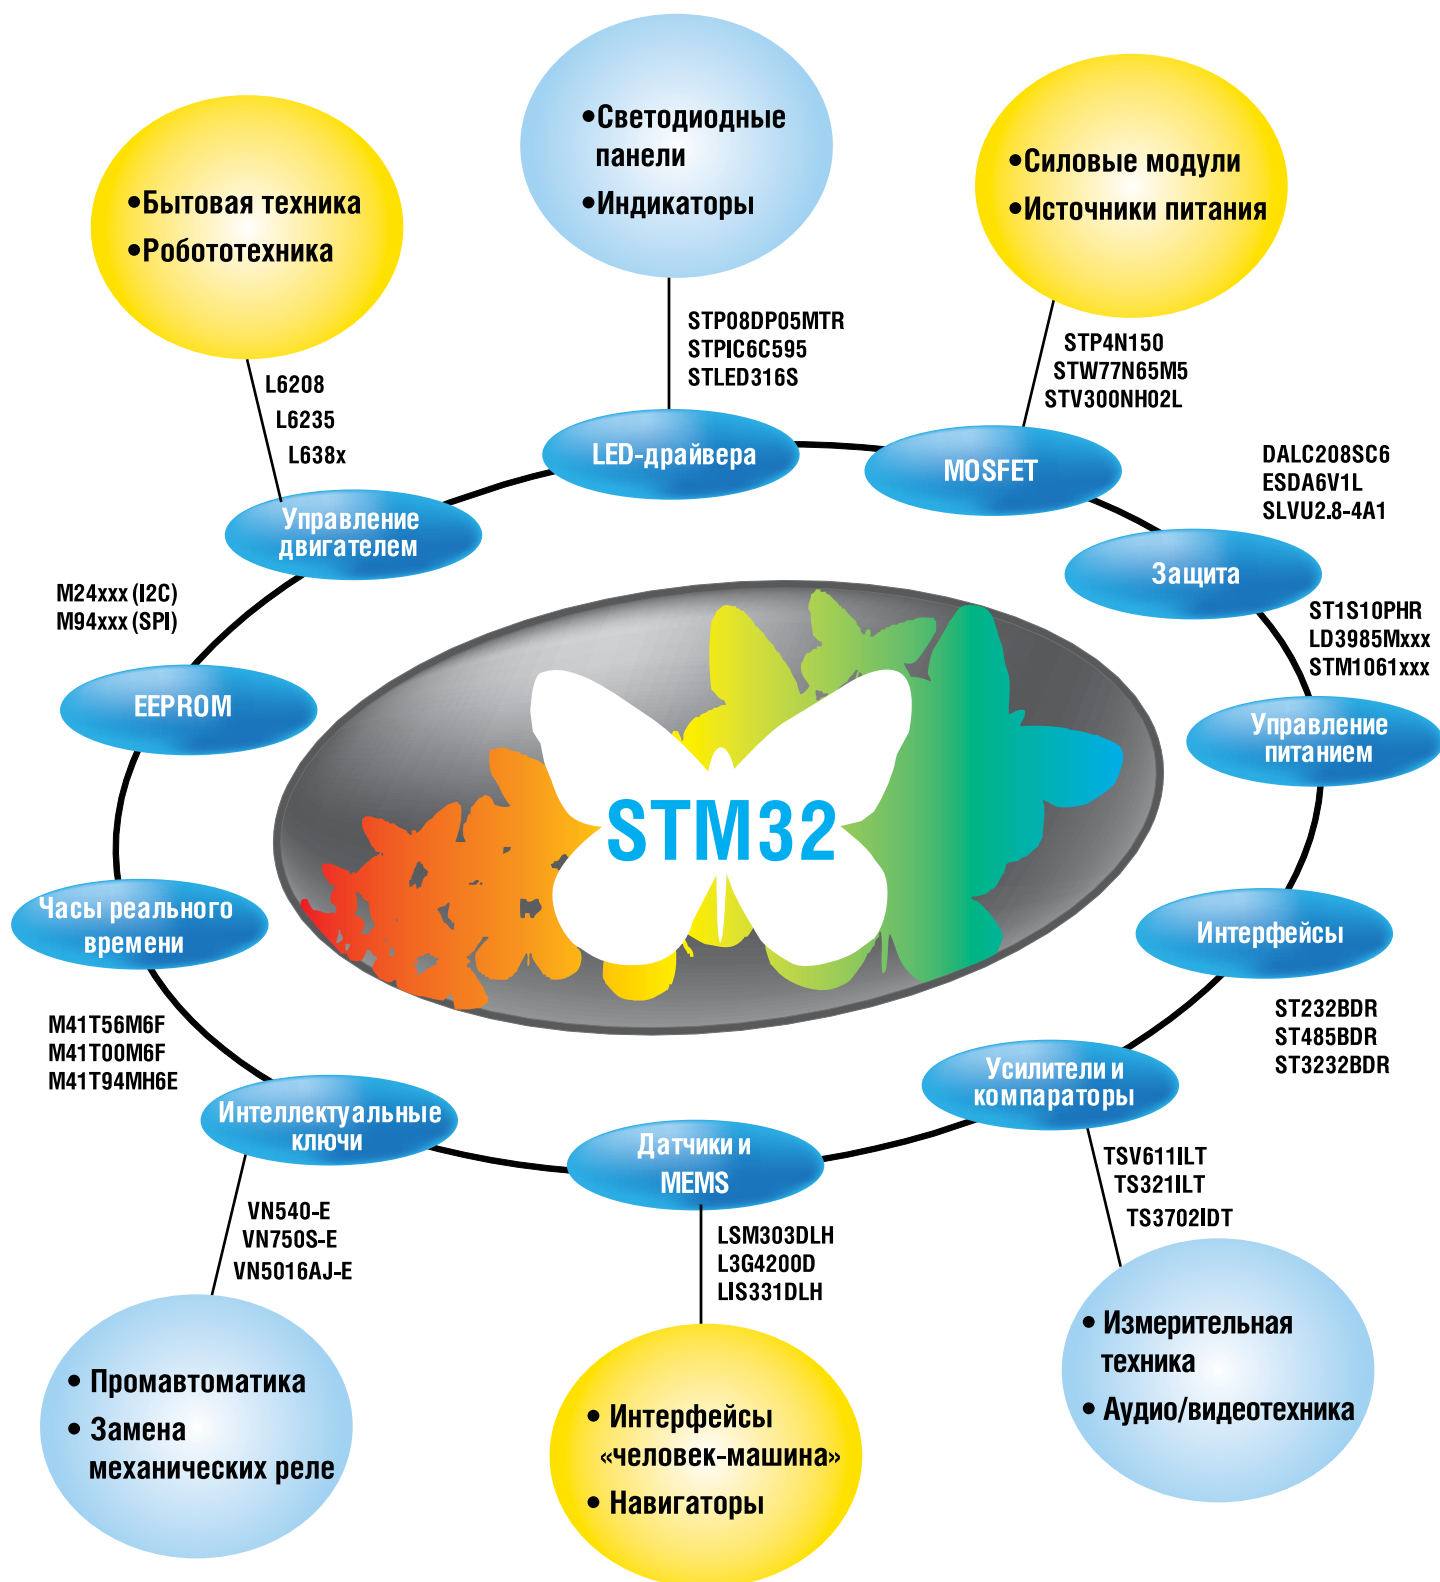 •Светодиодные
панели
•Индикаторы
•Силовые модули
•Источники питания
•Бытовая техника
•Робототехника
STP08DP05MTR
STPIC6C595
STLED316S
STP4N150
STW77N65M5
STV300NH02L
L6208
L6235
L638x
LED-драйвера
MOSFET
DALC208SC6
ESDA6V1L
SLVU2.8-4A1
Управление
двигателем
Защита
M24xxx (I2C)
M94xxx (SPI)
ST1S10PHR
LD3985Mxxx
STM1061xxx
EEPROM
Управление
питанием
STM32
Часы реального
времени
Интерфейсы
M41T56M6F
M41T00M6F
M41T94MH6E
ST232BDR
ST485BDR
ST3232BDR
Усилители и
компараторы
Интеллектуальные
ключи
Датчики и
MEMS
TSV611ILT
TS321ILT
TS3702IDT
VN540-E
VN750S-E
VN5016AJ-E
LSM303DLH
L3G4200D
LIS331DLH
• Измерительная
техника
• Аудио/видеотехника
• Промавтоматика
• Замена
механических реле
• Интерфейсы
«человек-машина»
• Навигаторы